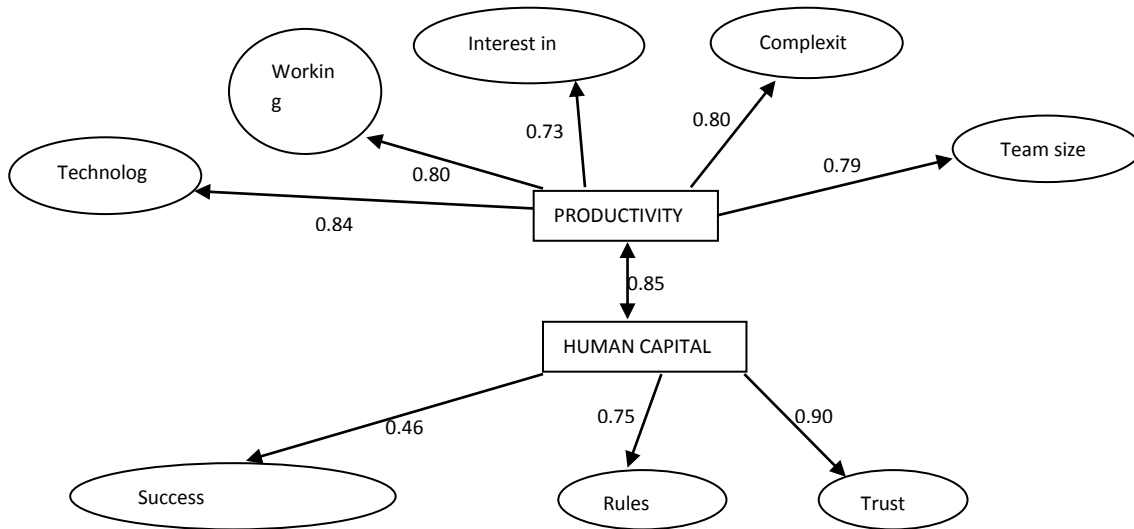 Interest in
Complexit
Workin
g
0.73
0.80
Team size
Technolog
0.80
0.79
0.84
PRODUCTIVITY
0.85
HUMAN CAPITAL
0.46
0.75
0.90
Success
Rules
Trust